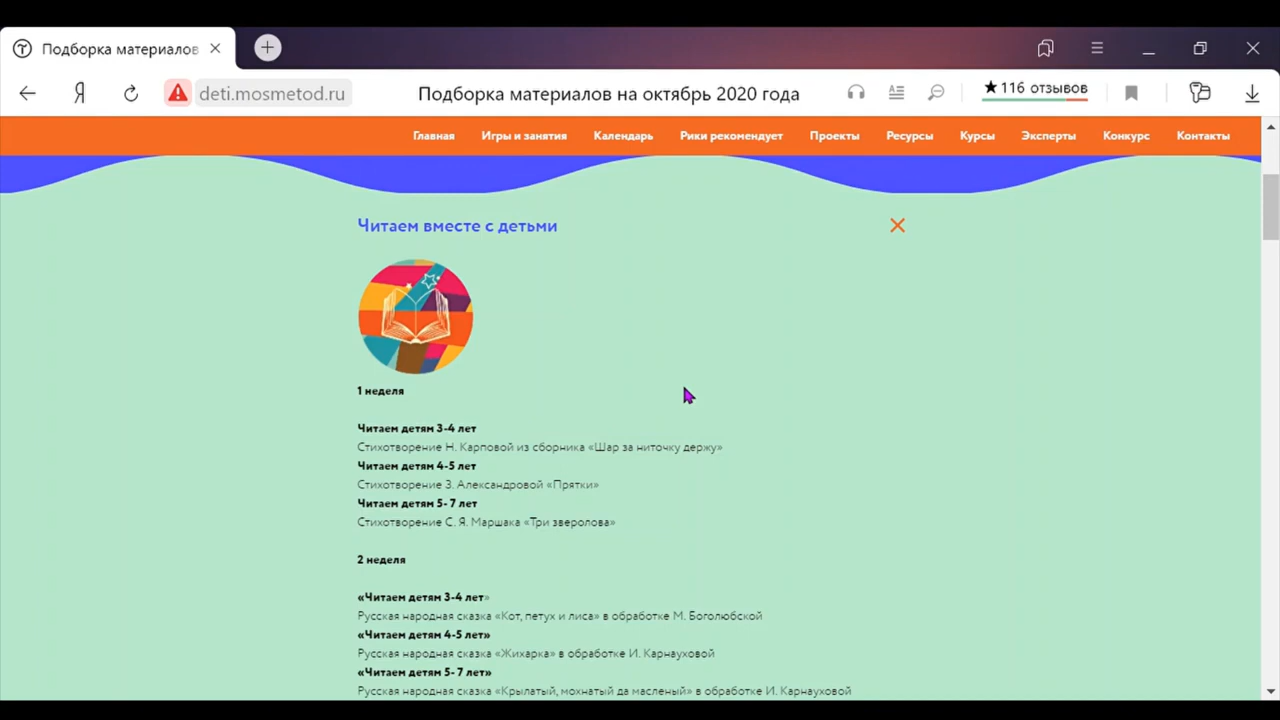 Подборка материалов
deti.mosmetod.ru
Подборка материалов на октябрь 2020 года
★116 отзывов
Главная Игры и занятия Календарь Рики рекомендует Проекты Ресурсы Курсы Эксперты Конкурс Контакты
Читаем вместе с детьми
1 неделя
Читаем детям 3-4 лет
Стихотворение Н. Карповой из сборника «Шар за ниточку держу»
Читаем детям 4-5 лет
Стихотворение З. Александровой «Прятки»
Читаем детям 5- 7 лет
Стихотворение С. Я. Маршака «Три зверолова»
2 неделя
«Читаем детям 3-4 лет»
Русская народная сказка «Кот, петух и лиса» в обработке М. Боголюбской
«Читаем детям 4-5 лет»
Русская народная сказка «Жихарка» в обработке И. Карнауховой
«Читаем детям 5- 7 лет»
Русская народная сказка «Крылатый, мохнатый да масленый» в обработке И. Карнауховой